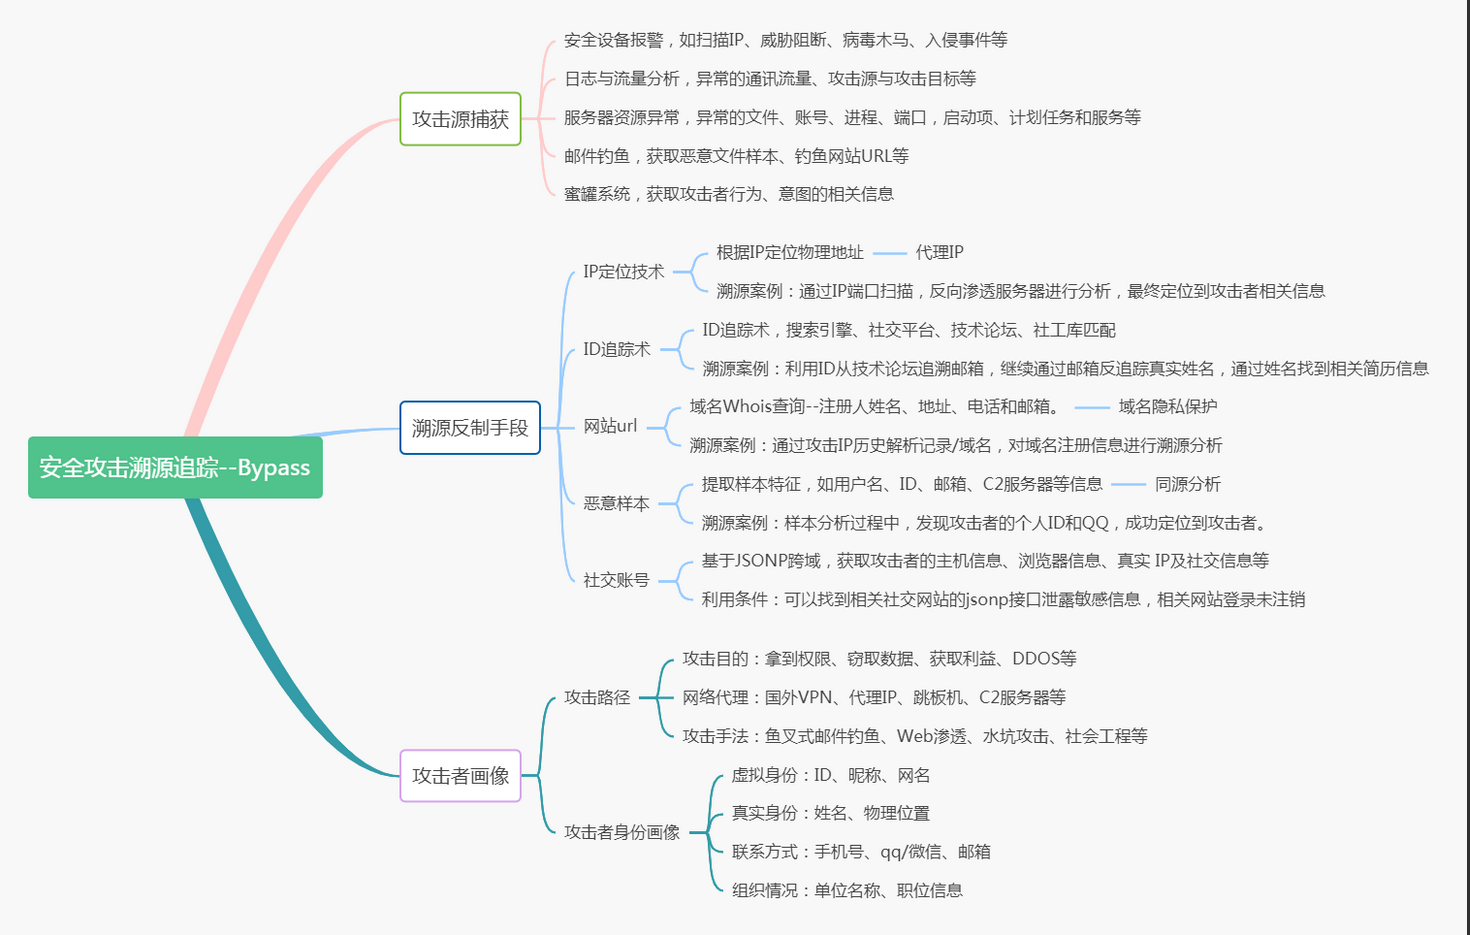 安全攻击溯源追踪--Bypass
攻击源捕获
安全设备报警，如扫描IP、威胁阻断、病毒木马、入侵事件等
日志与流量分析，异常的通讯流量、攻击源与攻击目标等
服务器资源异常，异常的文件、账号、进程、端口，启动项、计划任务和服务等
邮件钓鱼，获取恶意文件样本、钓鱼网站URL等
蜜罐系统，获取攻击者行为、意图的相关信息
溯源反制手段
IP定位技术
根据IP定位物理地址
代理IP
溯源案例：通过IP端口扫描，反向渗透服务器进行分析，最终定位到攻击者相关信息
ID追踪术
ID追踪术，搜索引擎、社交平台、技术论坛、社工库匹配
溯源案例：利用ID从技术论坛追溯邮箱，继续通过邮箱反追踪真实姓名，通过姓名找到相关简历信息
网站url
域名Whois查询--注册人姓名、地址、电话和邮箱。
域名隐私保护
溯源案例：通过攻击IP历史解析记录/域名，对域名注册信息进行溯源分析
恶意样本
提取样本特征，如用户名、ID、邮箱、C2服务器等信息
同源分析
溯源案例：样本分析过程中，发现攻击者的个人ID和QQ，成功定位到攻击者。
社交账号
基于JSONP跨域，获取攻击者的主机信息、浏览器信息、真实 IP及社交信息等
利用条件：可以找到相关社交网站的jsonp接口泄露敏感信息，相关网站登录未注销
攻击者画像
攻击路径
攻击目的：拿到权限、窃取数据、获取利益、DDOS等
网络代理：国外VPN、代理IP、跳板机、C2服务器等
攻击手法：鱼叉式邮件钓鱼、Web渗透、水坑攻击、社会工程等
攻击者身份画像
虚拟身份：ID、昵称、网名
真实身份：姓名、物理位置
联系方式：手机号、qq/微信、邮箱
组织情况：单位名称、职位信息